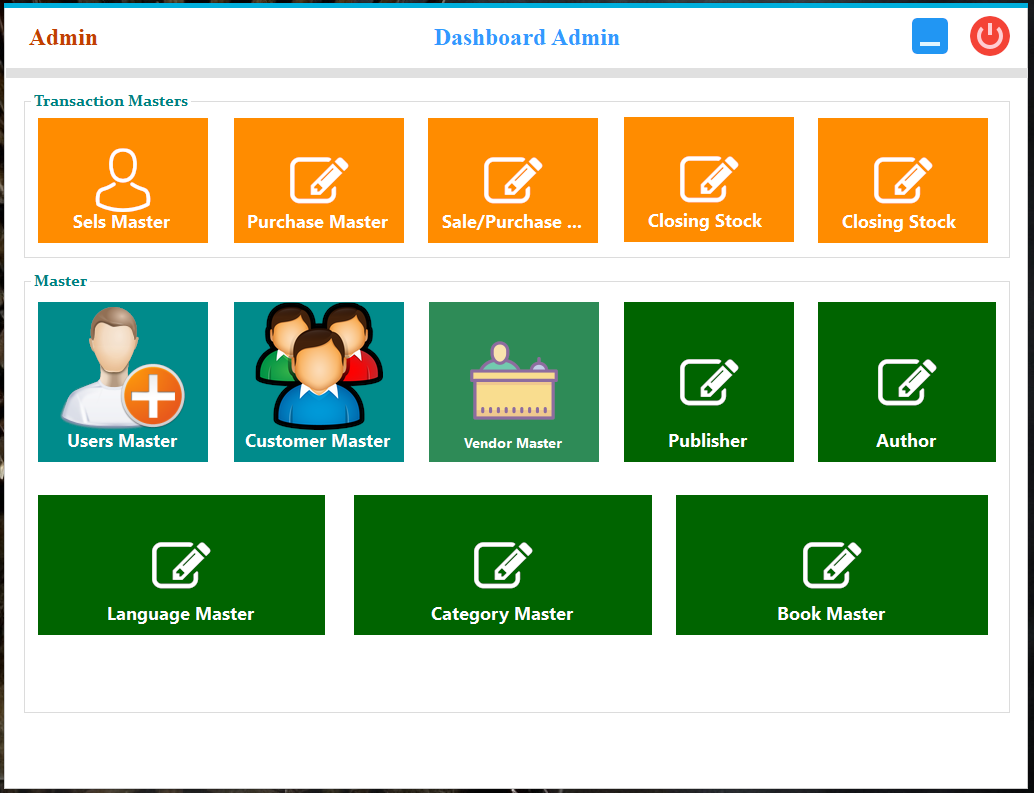 Admin
Dashboard Admin
Transaction Masters
Sels Master
Purchase Master
Sale/Purchase ...
Closing Stock
Closing Stock
Master
Users Master
Customer Master
Vendor Master
Publisher
Author
Language Master
Category Master
Book Master